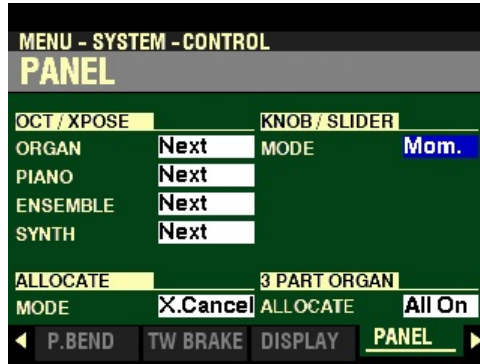 MENU - SYSTEM - CONTROL
PANEL
OCT / XPOSE KNOB / SLIDER
ORGAN Next MODE Mom.
PIANO Next
ENSEMBLE Next
SYNTH Next
ALLOCATE 3 PART ORGAN
MODE X.Cancel ALLOCATE All On
P.BEND TW BRAKE DISPLAY PANEL